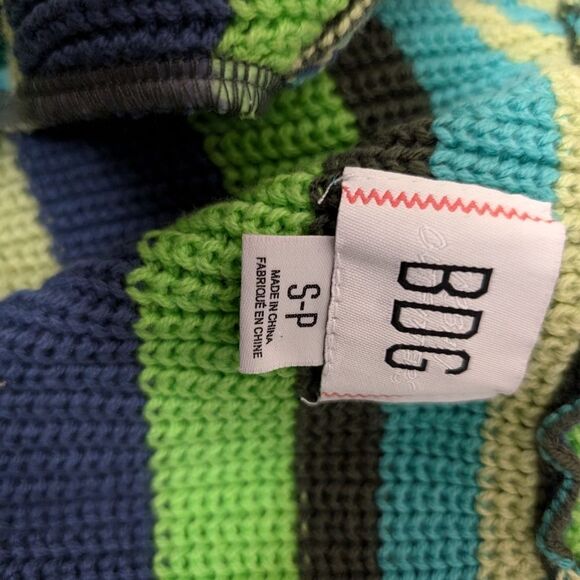 BDG
S-P
MADE IN CHINA
FABRIQUÉ EN CHINE